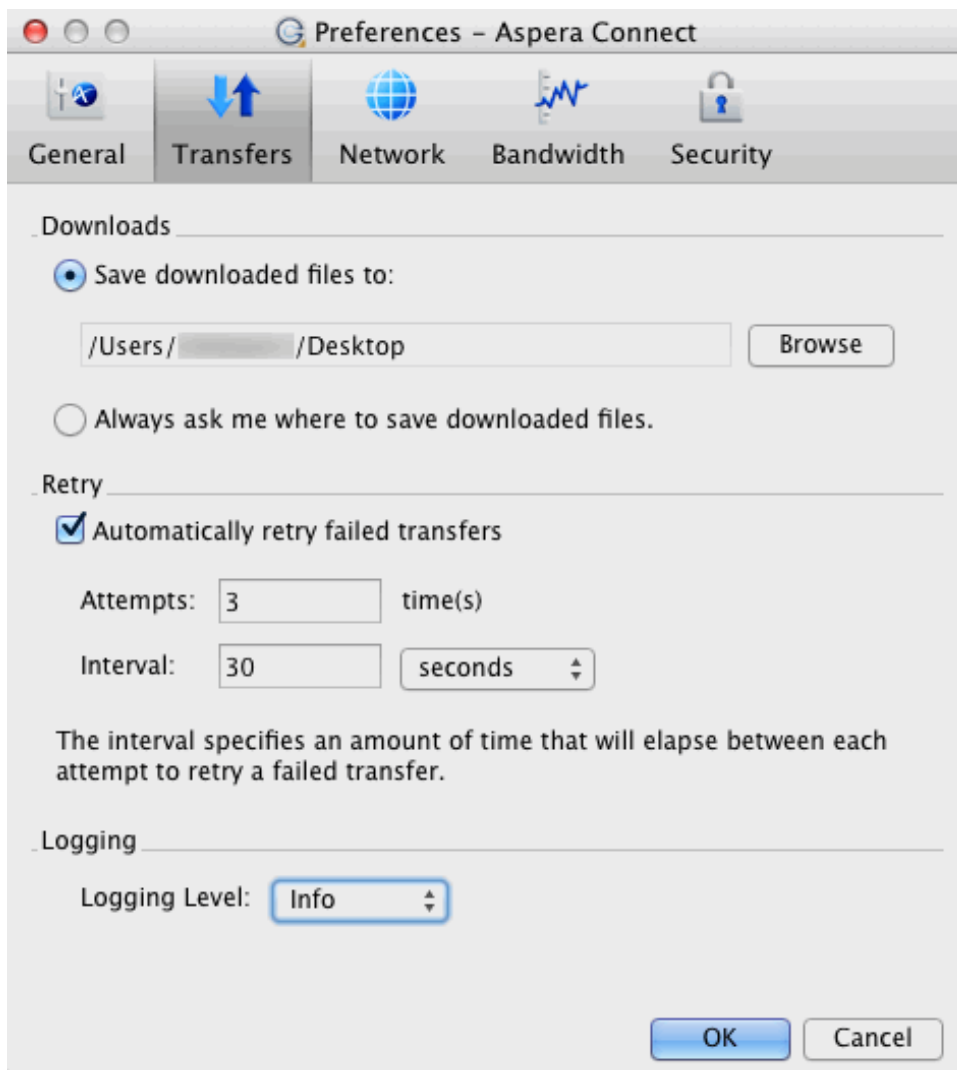 Preferences – Aspera Connect
General Transfers Network Bandwidth Security
Downloads
Save downloaded files to:
/Users/ /Desktop Browse
Always ask me where to save downloaded files.
Retry
Automatically retry failed transfers
Attempts: 3 time(s)
Interval: 30 seconds
The interval specifies an amount of time that will elapse between each
attempt to retry a failed transfer.
Logging
Logging Level: Info
OK Cancel